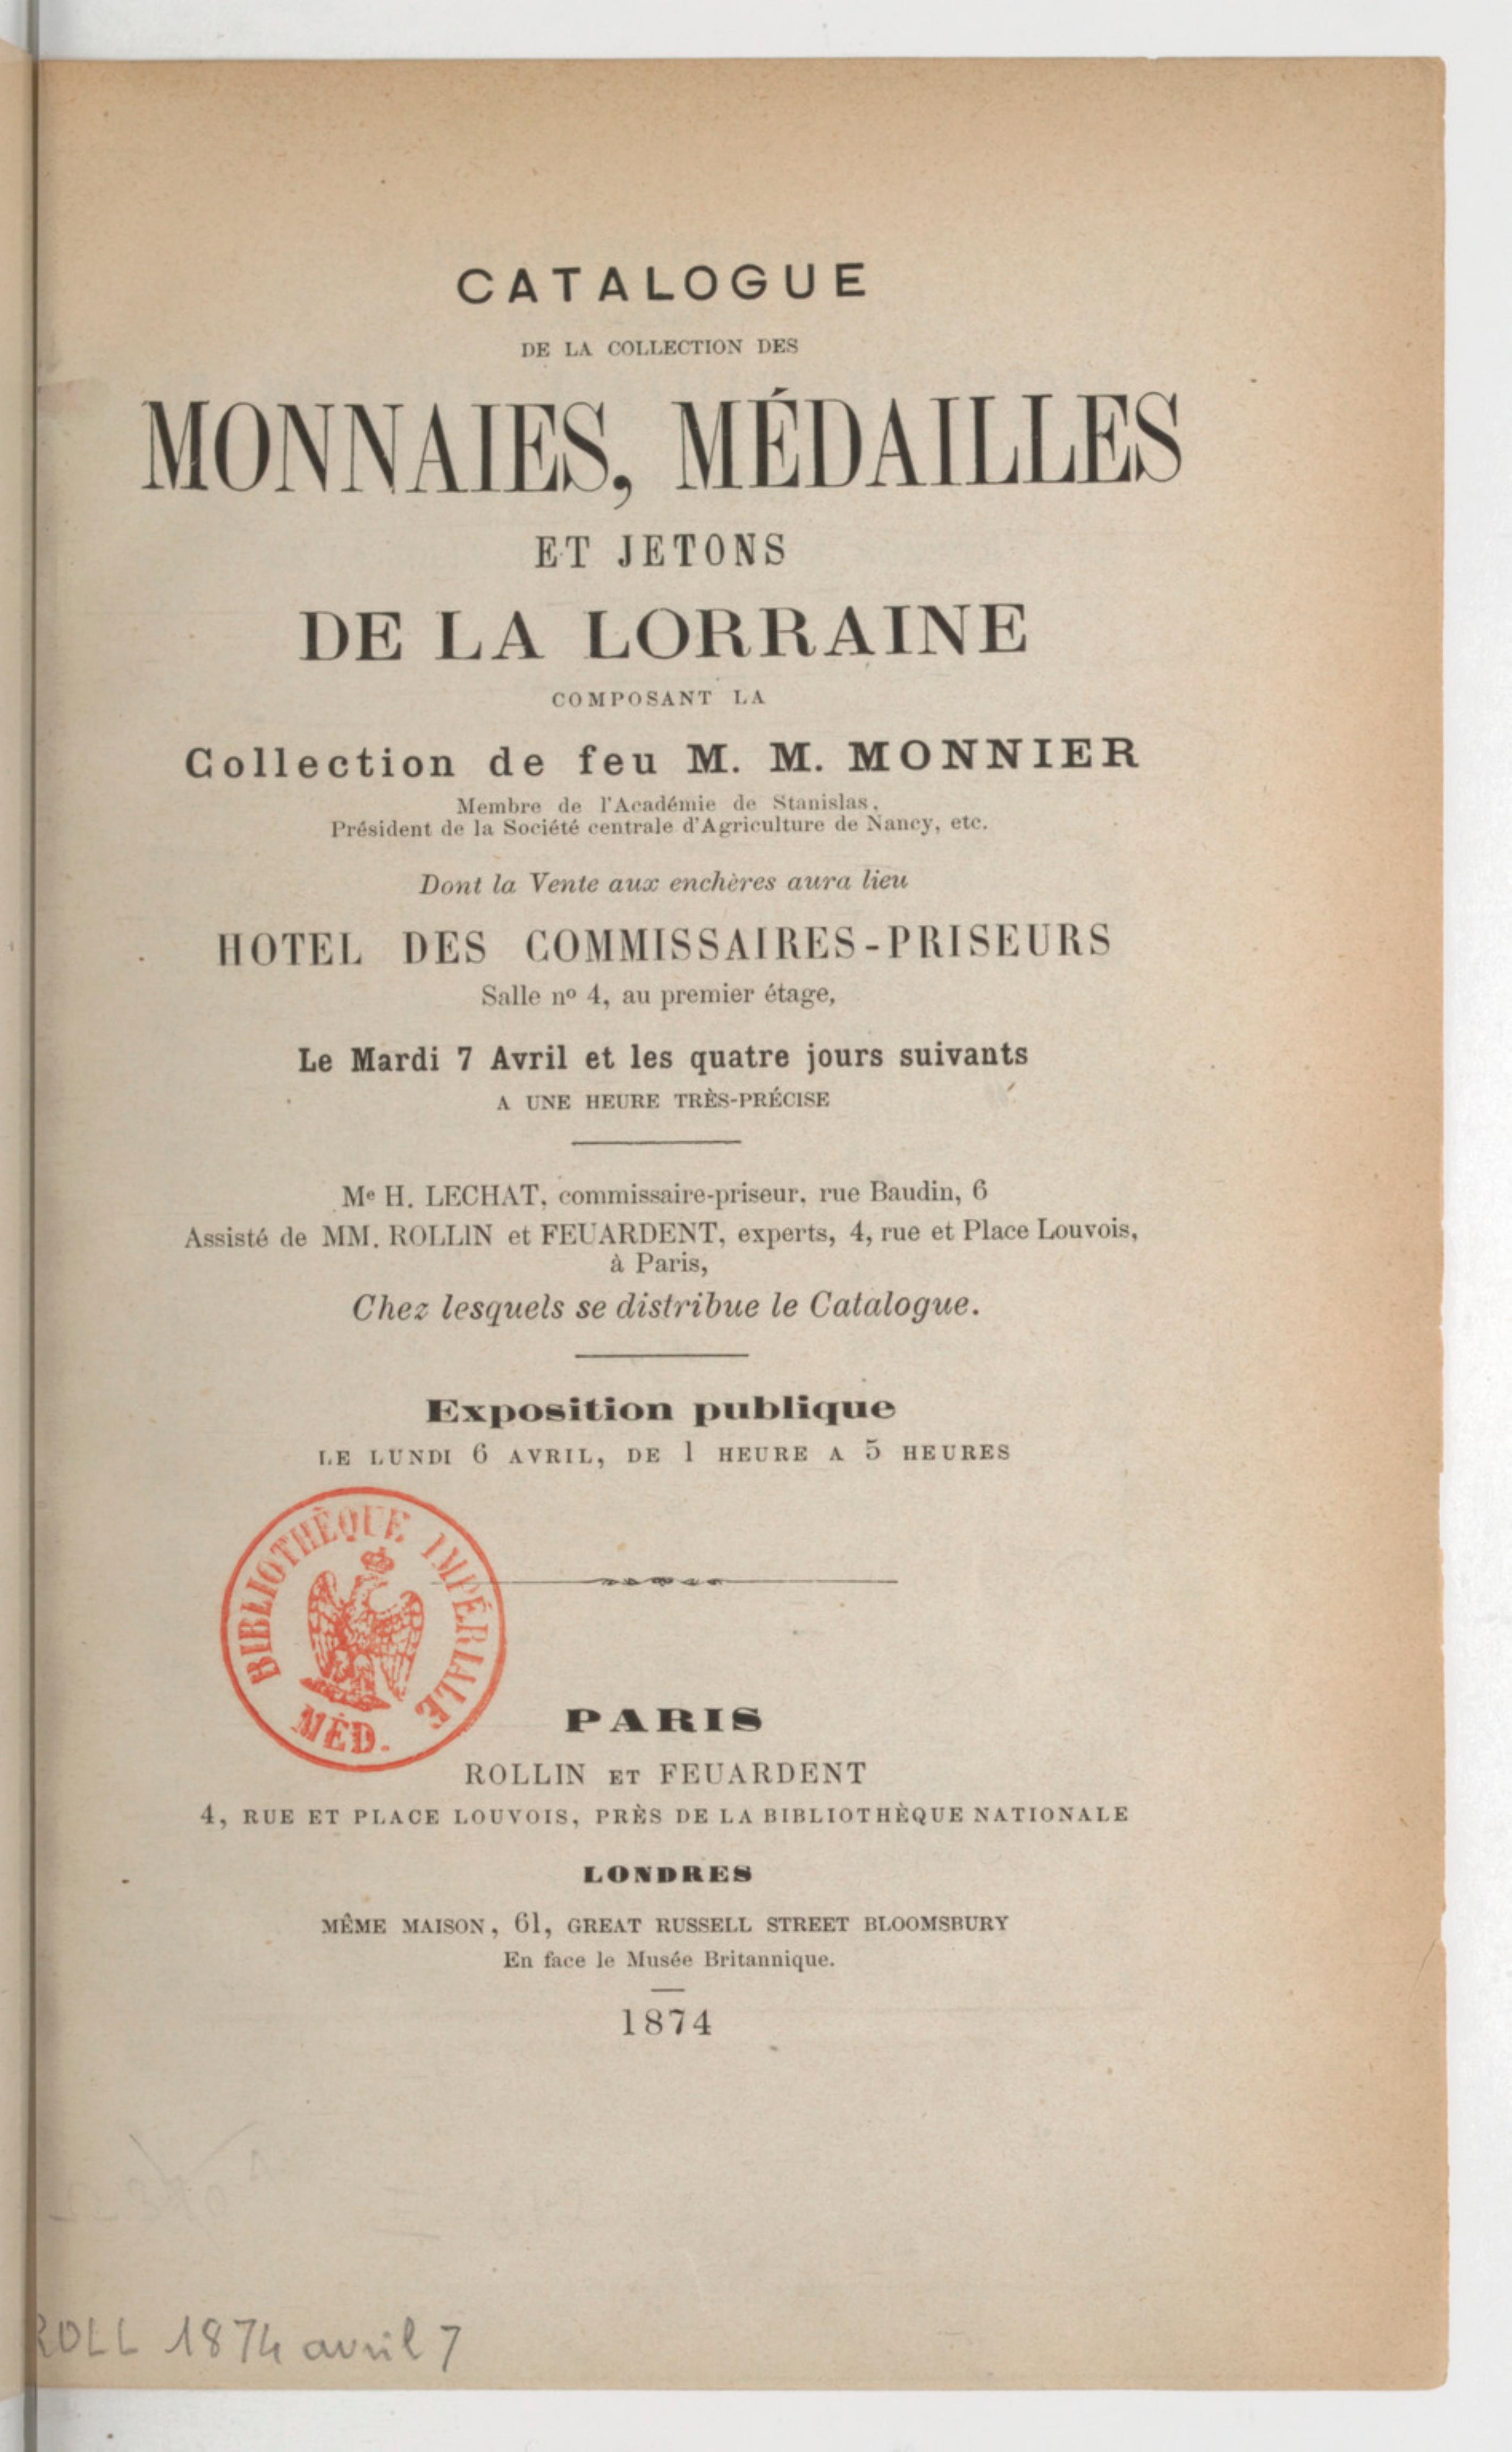 CATALOGUE
DE LA COLLECTION DES
MONNAIES, MÉDAILLES
ET JETONS
DE LA LORRAINE
COMPOSANT LA
Collection de feu M. M. MONNIER
Membre de l'Académie de Stanislas,
Président de la Société centrale d'Agriculture de Nancy, etc.
Dont la Vente aux enchères aura lieu
HOTEL DES COMMISSAIRES-PRISEURS
Salle nº 4, au premier étage,
Le Mardi 7 Avril et les quatre jours suivants
A UNE HEURE TRÈS-PRÉCISE
Me H. LECHAT, commissaire-priseur, rue Baudin, 6
Assisté de MM. ROLLIN et FEUARDENT, experts, 4, rue et Place Louvois,
à Paris,
Chez lesquels se distribue le Catalogue.
Exposition publique
LE LUNDI 6 AVRIL, DE 1 HEURE A 5 HEURES
BIBLIOTHÈQUE IMPÉRIALE
MÉD.
PARIS
ROLLIN ET FEUARDENT
4, RUE ET PLACE LOUVOIS, PRÈS DE LA BIBLIOTHÈQUE NATIONALE
LONDRES
MÊME MAISON, 61, GREAT RUSSELL STREET BLOOMSBURY
En face le Musée Britannique.
1874
ROLL 1874 avril 7